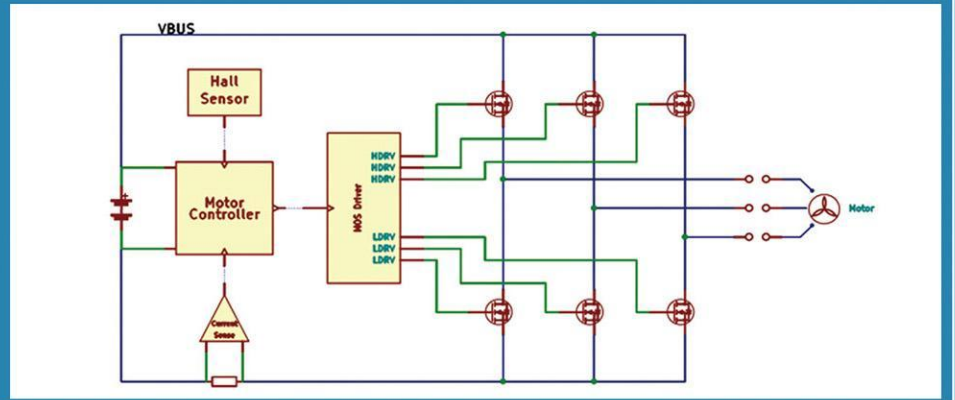 VBUS
Hall
Sensor
Motor
Controller
MOS Driver
HDRV
HDRV
HDRV
LDRV
LDRV
LDRV
Current
Sense
Motor